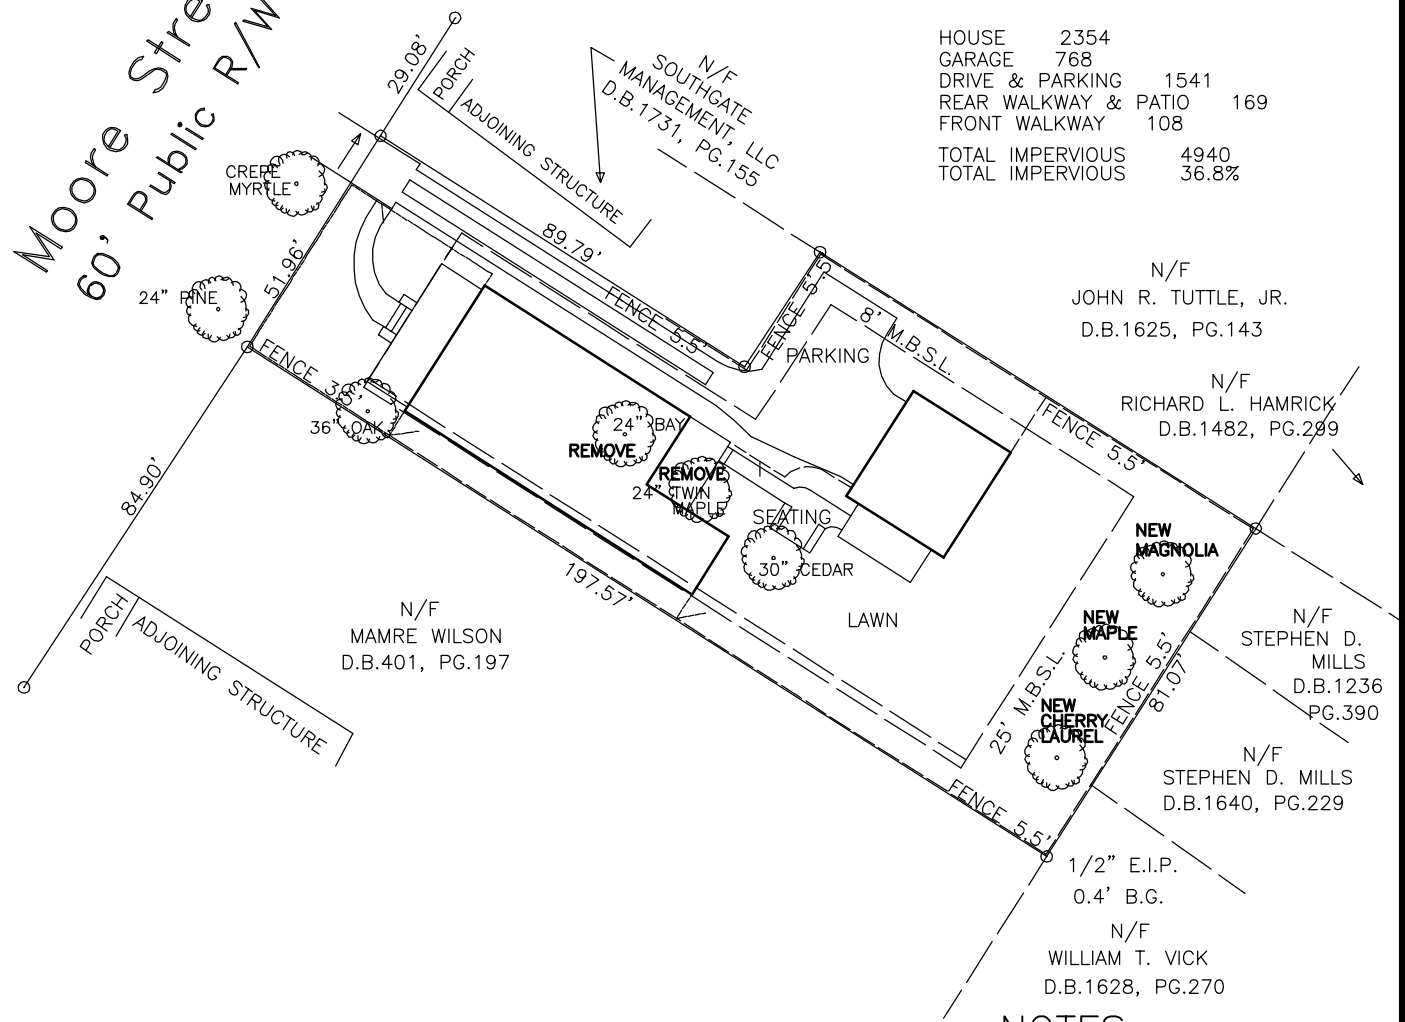 Moore Stre
60' Public R/W
29.08'
PORCH
ADJOINING STRUCTURE
N/F
SOUTHGATE
MANAGEMENT, LLC
D.B.1731, PG.155
HOUSE 2354
GARAGE 768
DRIVE & PARKING 1541
REAR WALKWAY & PATIO 169
FRONT WALKWAY 108
TOTAL IMPERVIOUS 4940
TOTAL IMPERVIOUS 36.8%
CREPE
MYRTLE
24" PINE
51.96'
89.79'
FENCE 5.5'
FENCE 5.5'
8' M.B.S.L.
PARKING
N/F
JOHN R. TUTTLE, JR.
D.B.1625, PG.143
N/F
RICHARD L. HAMRICK
D.B.1482, PG.299
FENCE 5.5'
FENCE 3.5'
36" OAK
24" BAY
REMOVE
REMOVE
24" TWIN
MAPLE
SEATING
30" CEDAR
LAWN
84.90'
197.57'
NEW
MAGNOLIA
NEW
MAPLE
NEW
CHERRY
LAUREL
25' M.B.S.L.
FENCE 5.5'
81.07'
N/F
STEPHEN D.
MILLS
D.B.1236
PG.390
N/F
STEPHEN D. MILLS
D.B.1640, PG.229
N/F
MAMRE WILSON
D.B.401, PG.197
PORCH
ADJOINING STRUCTURE
FENCE 5.5'
1/2" E.I.P.
0.4' B.G.
N/F
WILLIAM T. VICK
D.B.1628, PG.270
NOTES